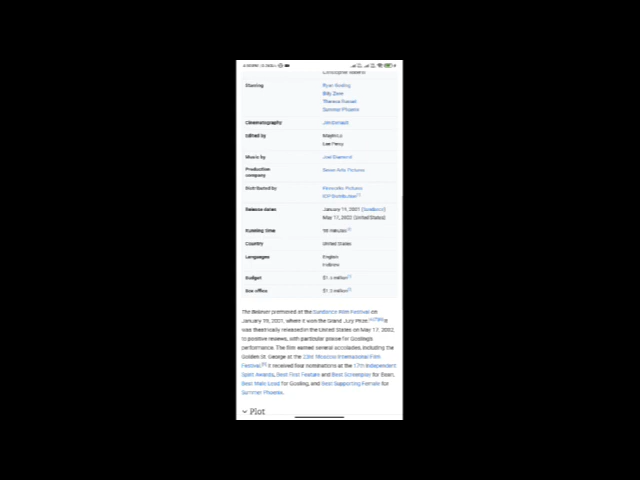 Starring Ryan Gosling
Billy Zane
Theresa Russell
Summer Phoenix
Cinematography Jim Denault
Edited by
Lee Percy
Music by Joel Diamond
Production Seven Arts Pictures
company
Distributed by Fireworks Pictures
IDP Distribution
Release dates January 19, 2001 (Sundance)
May 17, 2002 (United States)
Running time minutes
Country United States
Languages English
Hebrew
Budget million
Box office million
The Believer premiered at the Sundance Film Festival on
January 19, 2001, where it won the Grand Jury Prize. It
was theatrically released in the United States on May 17, 2002,
to positive reviews, with particular praise for Gosling's
performance. The film earned several accolades, including the
Golden St. George at the 23rd Moscow International Film
Festival. It received four nominations at the 17th Independent
Spirit Awards, Best First Feature and Best Screenplay for Bean,
Best Male Lead for Gosling, and Best Supporting Female for
Summer Phoenix.
Plot